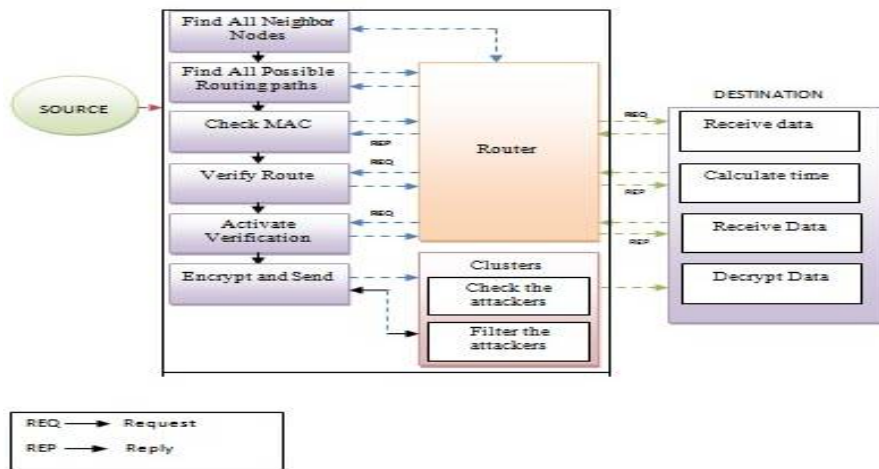 Find All Neighbor
Nodes
Find All Possible
Routing paths
SOURCE
Check MAC
Verify Route
Activate
Verification
Encrypt and Send
REP
REQ
REQ
Router
Clusters
Check the
attackers
Filter the
attackers
REQ
REP
REP
DESTINATION
Receive data
Calculate time
Receive Data
Decrypt Data
REQ Request
REP Reply